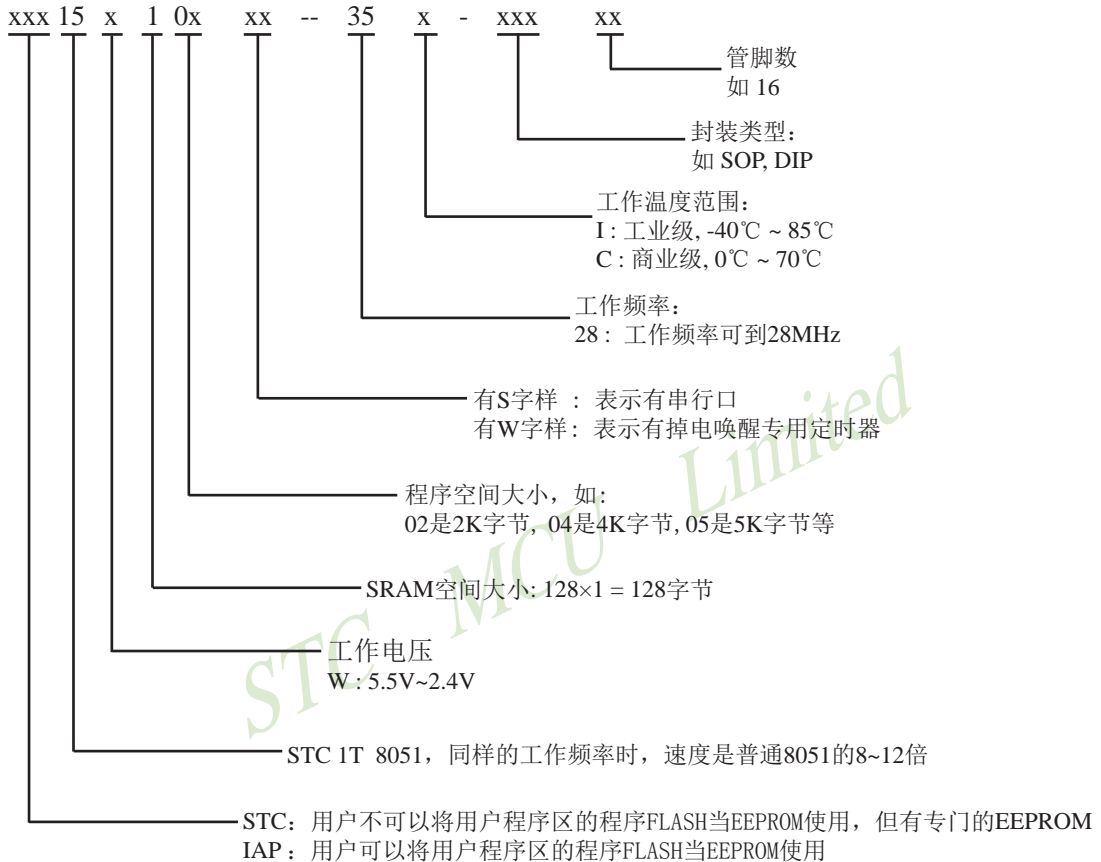 xxx 15 x 1 0x xx -- 35 x - xxx xx
管脚数
如 16
封装类型:
如 SOP, DIP
工作温度范围:
I : 工业级, -40℃ ~ 85℃
C : 商业级, 0℃ ~ 70℃
工作频率:
28 : 工作频率可到28MHz
有S字样 : 表示有串行口
有W字样 : 表示有掉电唤醒专用定时器
程序空间大小，如:
02是2K字节, 04是4K字节, 05是5K字节等
SRAM空间大小: 128×1 = 128字节
工作电压
W : 5.5V~2.4V
STC 1T 8051，同样的工作频率时，速度是普通8051的8~12倍
STC: 用户不可以将用户程序区的程序FLASH当EEPROM使用，但有专门的EEPROM
IAP : 用户可以将用户程序区的程序FLASH当EEPROM使用
STC MCU Limited